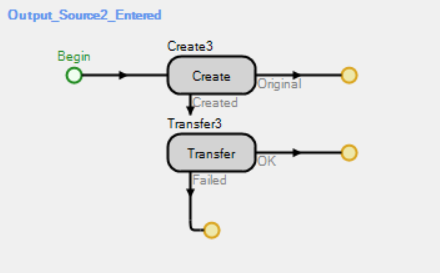 Output_Source2_Entered
Begin
Create3
Create
Original
Created
Transfer3
Transfer
OK
Failed